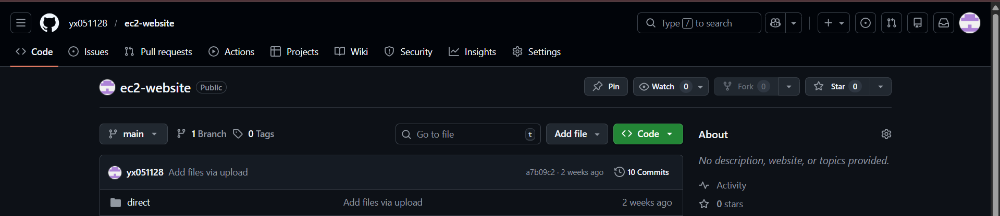 yx051128 / ec2-website
Type / to search
Code Issues Pull requests Actions Projects Wiki Security Insights Settings
ec2-website Public
Pin Watch 0 Fork 0 Star 0
main 1 Branch 0 Tags Go to file t Add file Code
About
No description, website, or topics provided.
yx051128 Add files via upload a7b09c2 · 2 weeks ago 10 Commits
Activity
direct Add files via upload 2 weeks ago
0 stars